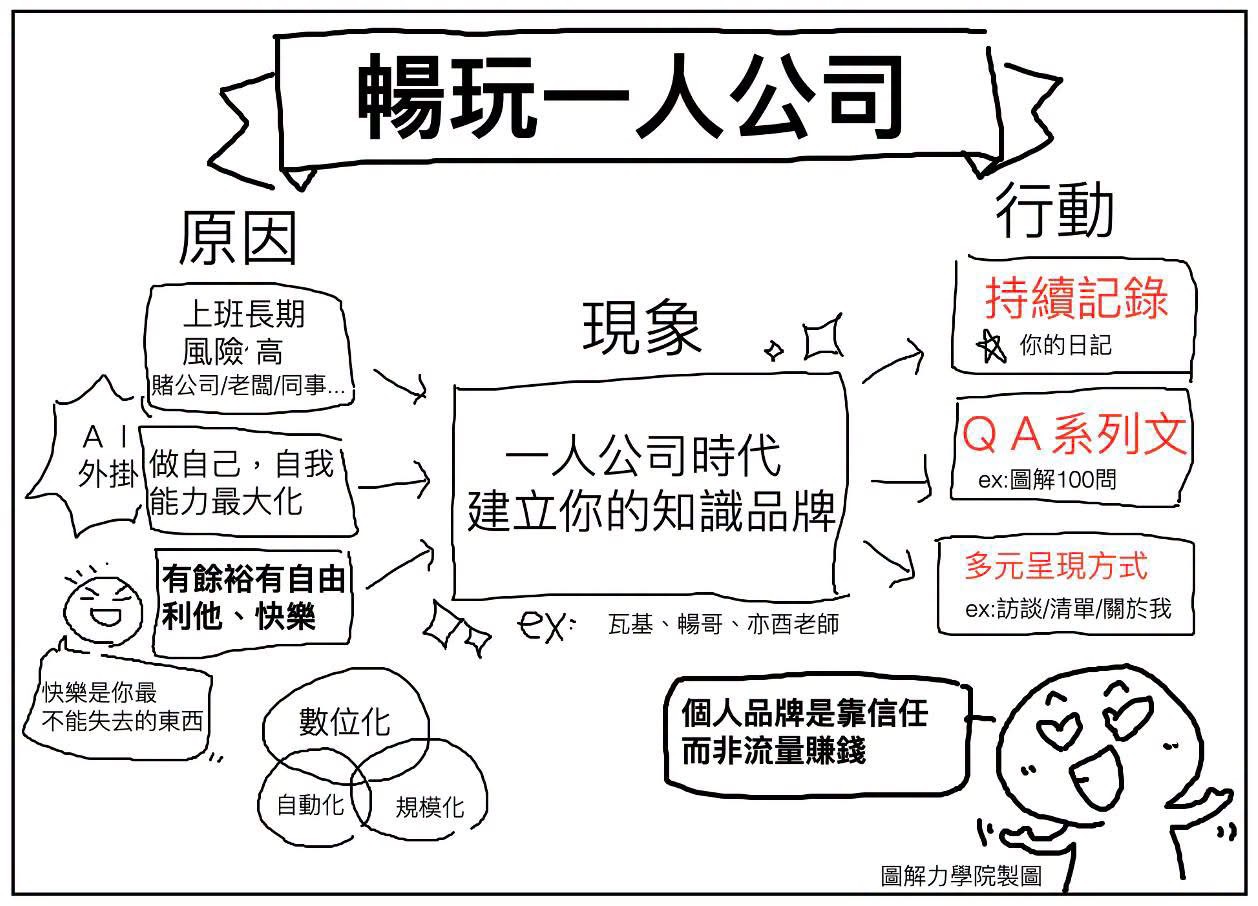 暢玩一人公司
原因
上班長期
風險 高
賭公司/老闆/同事...
ＡＩ
外掛
做自己，自我
能力最大化
有餘裕有自由
利他、快樂
快樂是你最
不能失去的東西
數位化
自動化
規模化
現象
一人公司時代
建立你的知識品牌
ex:
瓦基、暢哥、亦酉老師
行動
持續記錄
你的日記
ＱＡ系列文
ex:圖解100問
多元呈現方式
ex:訪談/清單/關於我
個人品牌是靠信任
而非流量賺錢
圖解力學院製圖